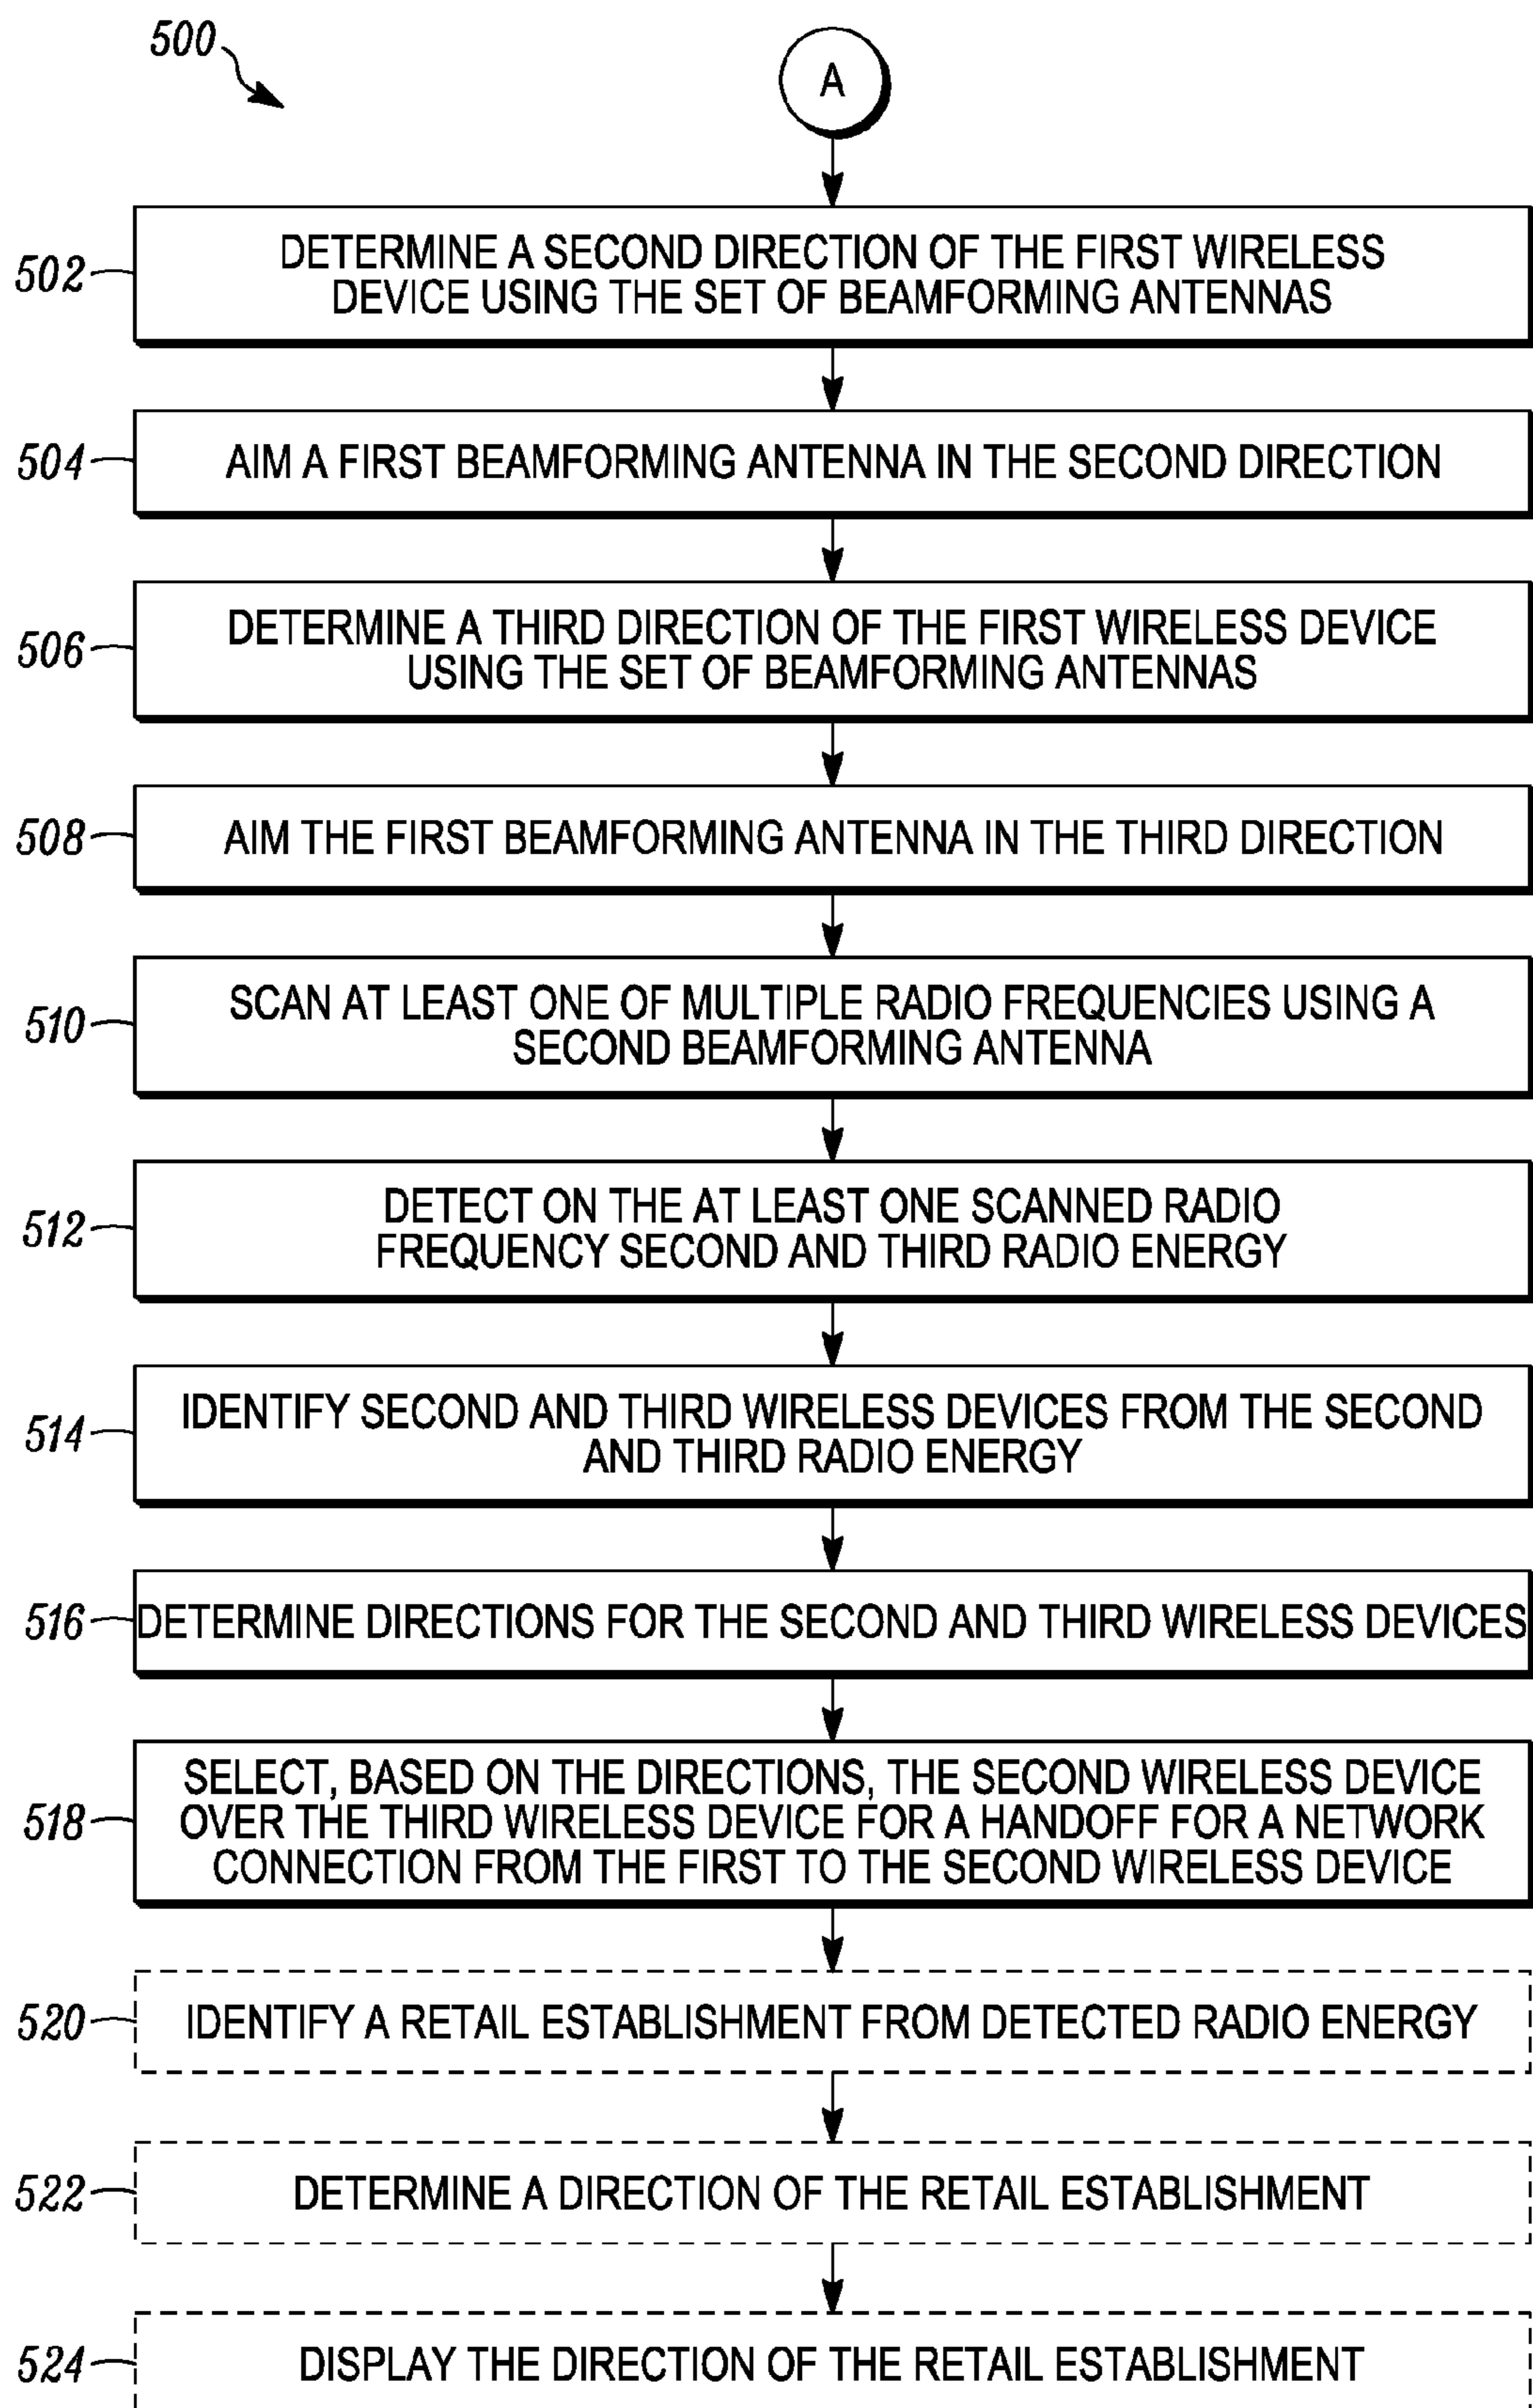 500
A
502
DETERMINE A SECOND DIRECTION OF THE FIRST WIRELESS
DEVICE USING THE SET OF BEAMFORMING ANTENNAS
504
AIM A FIRST BEAMFORMING ANTENNA IN THE SECOND DIRECTION
506
DETERMINE A THIRD DIRECTION OF THE FIRST WIRELESS DEVICE
USING THE SET OF BEAMFORMING ANTENNAS
508
AIM THE FIRST BEAMFORMING ANTENNA IN THE THIRD DIRECTION
510
SCAN AT LEAST ONE OF MULTIPLE RADIO FREQUENCIES USING A
SECOND BEAMFORMING ANTENNA
512
DETECT ON THE AT LEAST ONE SCANNED RADIO
FREQUENCY SECOND AND THIRD RADIO ENERGY
514
IDENTIFY SECOND AND THIRD WIRELESS DEVICES FROM THE SECOND
AND THIRD RADIO ENERGY
516
DETERMINE DIRECTIONS FOR THE SECOND AND THIRD WIRELESS DEVICES
518
SELECT, BASED ON THE DIRECTIONS, THE SECOND WIRELESS DEVICE
OVER THE THIRD WIRELESS DEVICE FOR A HANDOFF FOR A NETWORK
CONNECTION FROM THE FIRST TO THE SECOND WIRELESS DEVICE
520
IDENTIFY A RETAIL ESTABLISHMENT FROM DETECTED RADIO ENERGY
522
DETERMINE A DIRECTION OF THE RETAIL ESTABLISHMENT
524
DISPLAY THE DIRECTION OF THE RETAIL ESTABLISHMENT